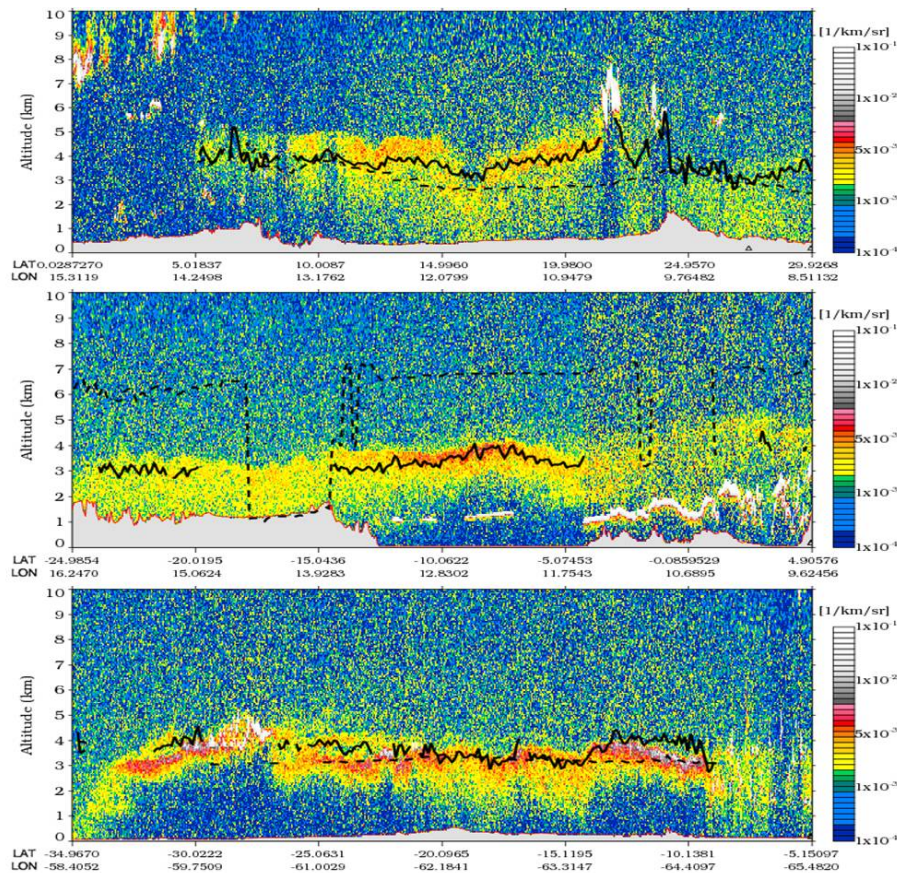 [1/km/sr]
10
9
8
7
6
5
4
3
2
1
0
Altitude (km)
1x10⁻¹
1x10⁻²
5x10⁻³
1x10⁻³
1x10⁻⁴
LAT 0.0287270 5.01837 10.0087 14.9960 19.9800 24.9570 29.9268
LON 15.3119 14.2498 13.1762 12.0799 10.9479 9.76482 8.51132
[1/km/sr]
10
9
8
7
6
5
4
3
2
1
0
Altitude (km)
1x10⁻¹
1x10⁻²
5x10⁻³
1x10⁻³
1x10⁻⁴
LAT -24.9854 -20.0195 -15.0436 -10.0622 -5.07453 -0.0859529 4.90576
LON 16.2470 15.0624 13.9283 12.8302 11.7543 10.6895 9.62456
[1/km/sr]
10
9
8
7
6
5
4
3
2
1
0
Altitude (km)
1x10⁻¹
1x10⁻²
5x10⁻³
1x10⁻³
1x10⁻⁴
LAT -34.9670 -30.0222 -25.0631 -20.0965 -15.1195 -10.1381 -5.15097
LON -58.4052 -59.7509 -61.0029 -62.1841 -63.3147 -64.4097 -65.4820